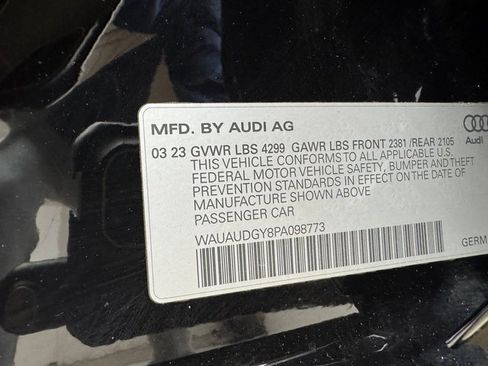 MFD. BY AUDI AG
03 23 GVWR LBS 4299 GAWR LBS FRONT 2381 /REAR 2105
THIS VEHICLE CONFORMS TO ALL APPLICABLE U.S.
FEDERAL MOTOR VEHICLE SAFETY, BUMPER AND THEFT
PREVENTION STANDARDS IN EFFECT ON THE DATE OF
MANUFACTURE SHOWN ABOVE
PASSENGER CAR
WAUAUDGY8PA098773
Audi
GERM